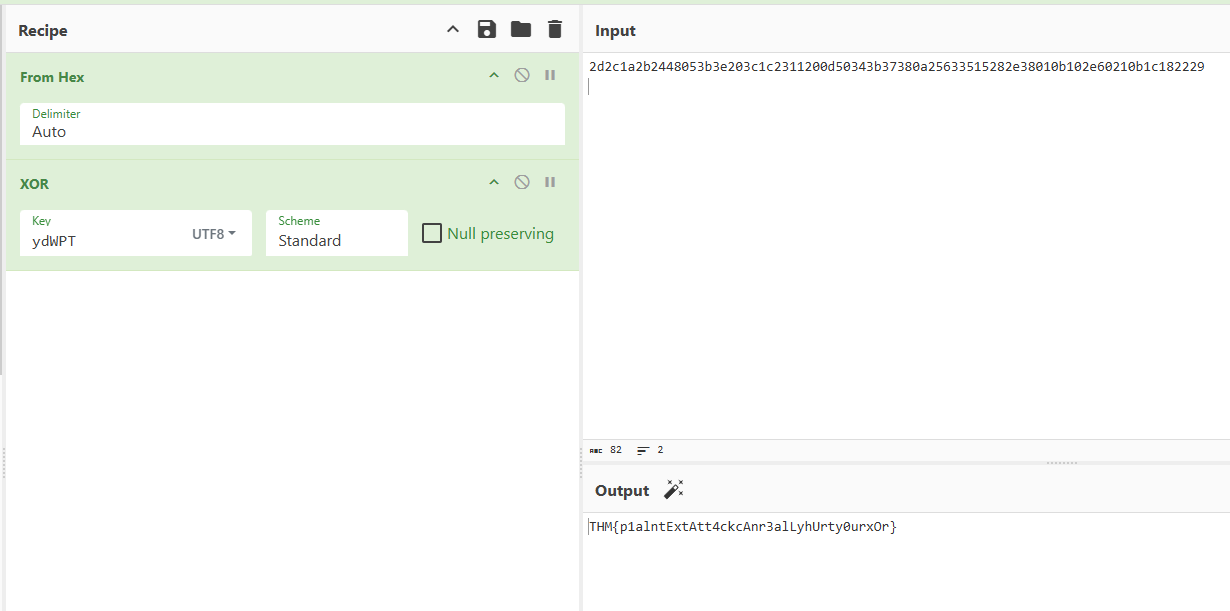 Recipe
From Hex
Delimiter
Auto
XOR
Key
ydWPT
UTF8
Scheme
Standard
Null preserving
Input
2d2c1a2b2448053b3e203c1c2311200d50343b37380a25633515282e38010b102e60210b1c182229
ABC 82 2
Output
THM{p1alntExtAtt4ckcAnr3alLyhUrty0urxOr}